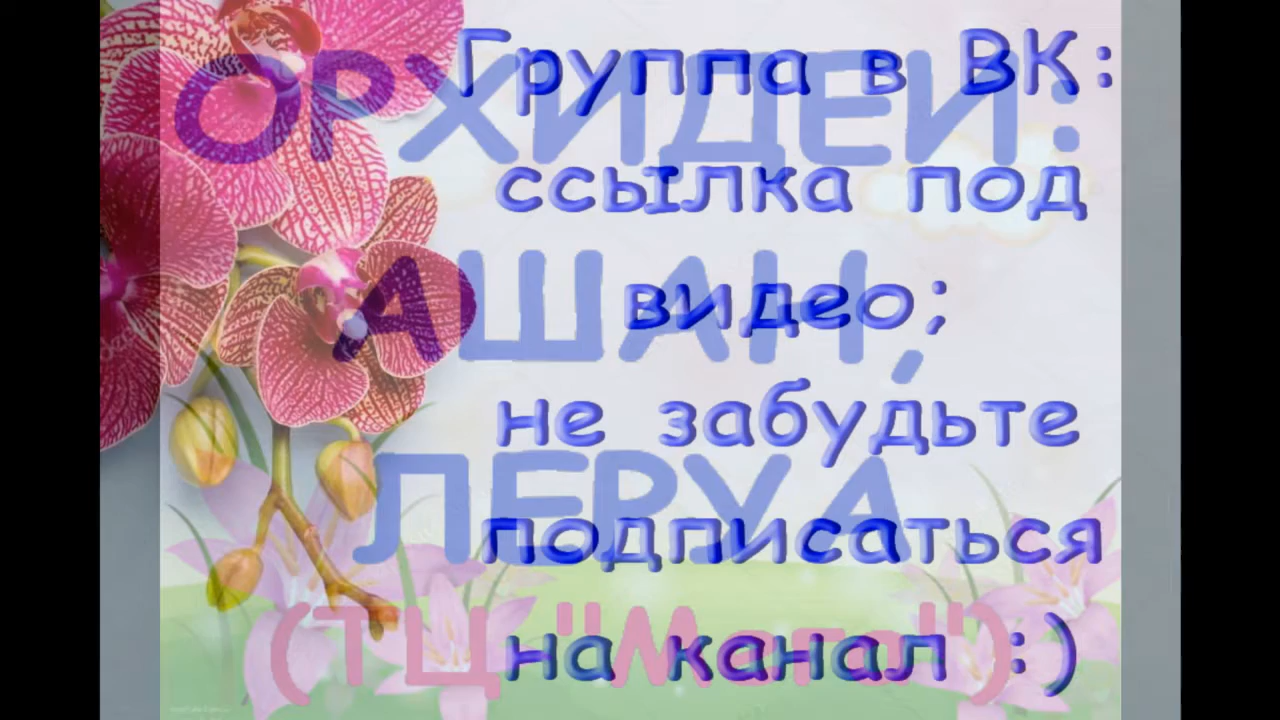 Группа в ВК:
ОРХИДЕИ:
ссылка под
АШАН,
видео;
не забудьте
ЛЕРУА
подписаться
(ТЦ "Мега")
на канал :)